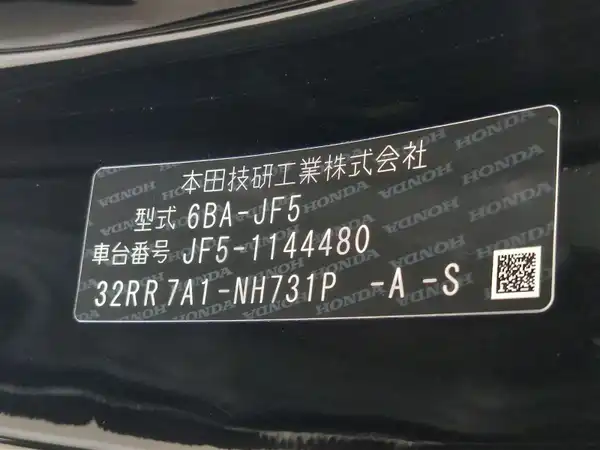 本田技研工業株式会社
型式 6BA-JF5
車台番号 JF5-1144480
32RR7A1-NH731P -A-S
HONDA